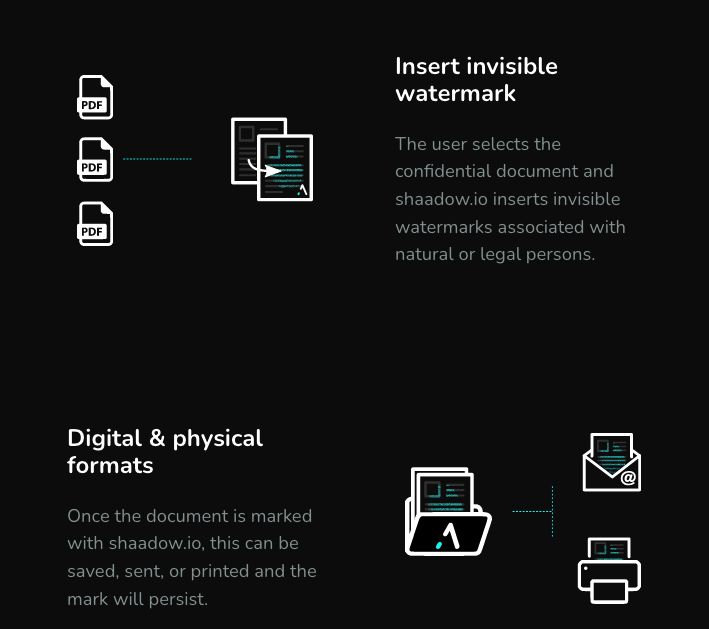 Insert invisible
watermark
PDF
The user selects the
confidential document and
PDF
shaadow.io inserts invisible
watermarks associated with
natural or legal persons.
PDF
Digital & physical
formats
@
Once the document is marked
with shaadow.io, this can be
saved, sent, or printed and the
mark will persist.